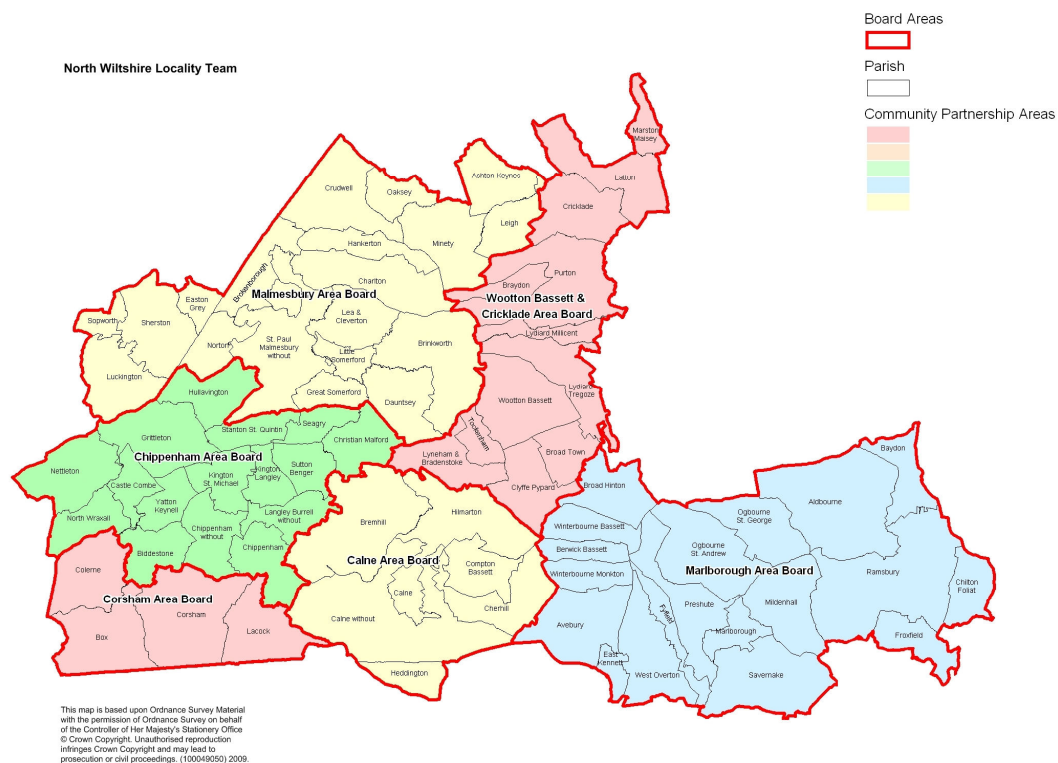 Board Areas
North Wiltshire Locality Team
Parish
Community Partnership Areas
Marston
Maisey
Latton
Ashton Keynes
Crudwell
Oaksey
Cricklade
Leigh
Hankerton
Minety
Purton
Brokenborough
Charlton
Braydon
Malmesbury Area Board
Wootton Bassett &
Cricklade Area Board
Easton
Grey
Sopworth
Sherston
Lea &
Cleverton
Lydiard Millicent
Norton
St. Paul
Malmesbury
without
Little
Somerford
Brinkworth
Luckington
Hullavington
Great Somerford
Dauntsey
Lydiard
Tregoze
Wootton Bassett
Grittleton
Stanton St. Quintin
Seagry
Christian Malford
Tockenham
Chippenham Area Board
Nettleton
Castle Combe
Kington
St. Michael
Kington
Langley
Sutton
Benger
Lyneham &
Bradenstoke
Broad Town
Baydon
Clyffe Pypard
Broad Hinton
Yatton
Keynell
North Wraxall
Langley Burrell
without
Chippenham
without
Hilmarton
Bremhill
Aldbourne
Ogbourne
St. George
Winterbourne Bassett
Biddestone
Chippenham
Berwick Bassett
Ogbourne
St. Andrew
Calne Area Board
Compton
Bassett
Colerne
Winterbourne Monkton
Marlborough Area Board
Ramsbury
Chilton
Foliat
Corsham Area Board
Calne
Cherhill
Preshute
Mildenhall
Fyfield
Corsham
Calne without
Avebury
Box
Lacock
Marlborough
Froxfield
East
Kennett
Heddington
West Overton
Savernake
This map is based upon Ordnance Survey Material
with the permission of Ordnance Survey on behalf
of the Controller of Her Majesty's Stationery Office
© Crown Copyright. Unauthorised reproduction
infringes Crown Copyright and may lead to
prosecution or civil proceedings. (100049050) 2009.